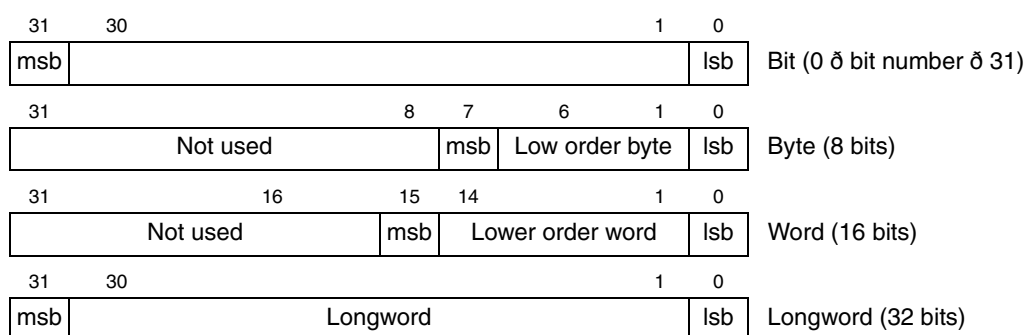 31 30 1 0
msb lsb Bit (0 ð bit number ð 31)
31 8 7 6 1 0
Not used msb Low order byte lsb Byte (8 bits)
31 16 15 14 1 0
Not used msb Lower order word lsb Word (16 bits)
31 30 1 0
msb Longword lsb Longword (32 bits)